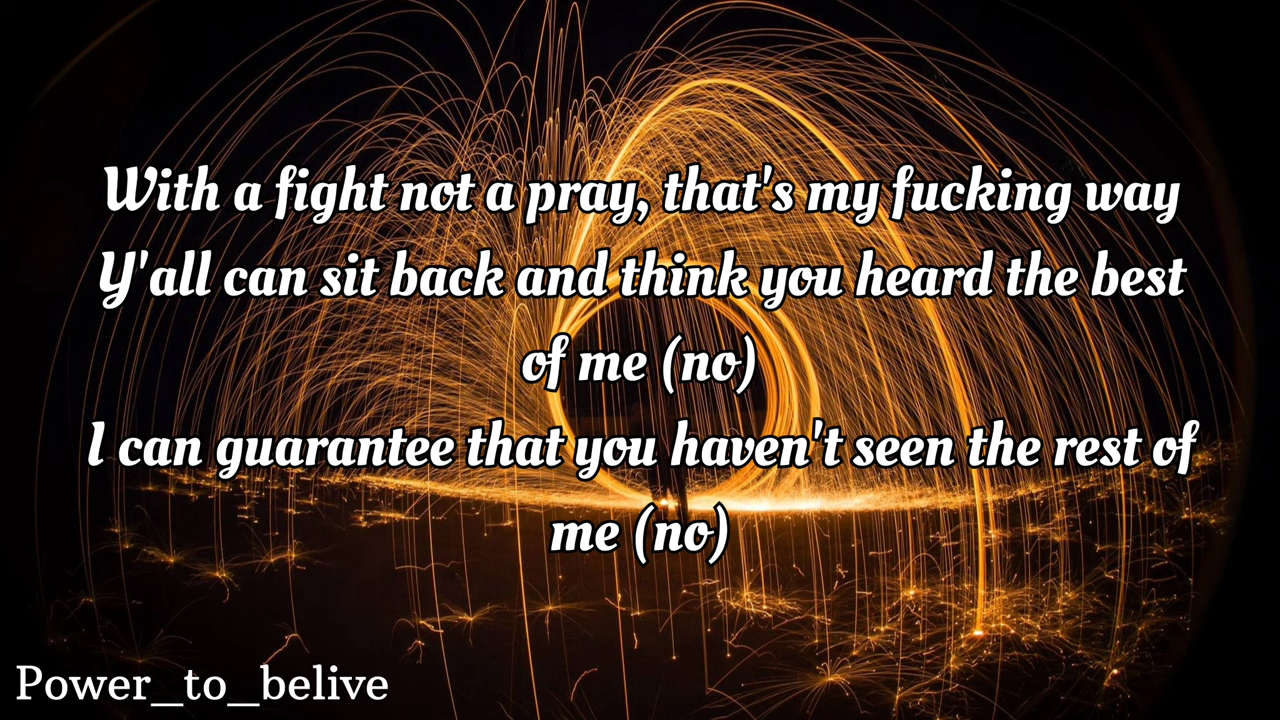 With a fight not a pray, that's my fucking way
Y'all can sit back and think you heard the best
of me (no)
I can guarantee that you haven't seen the rest of
me (no)
Power_to_belive